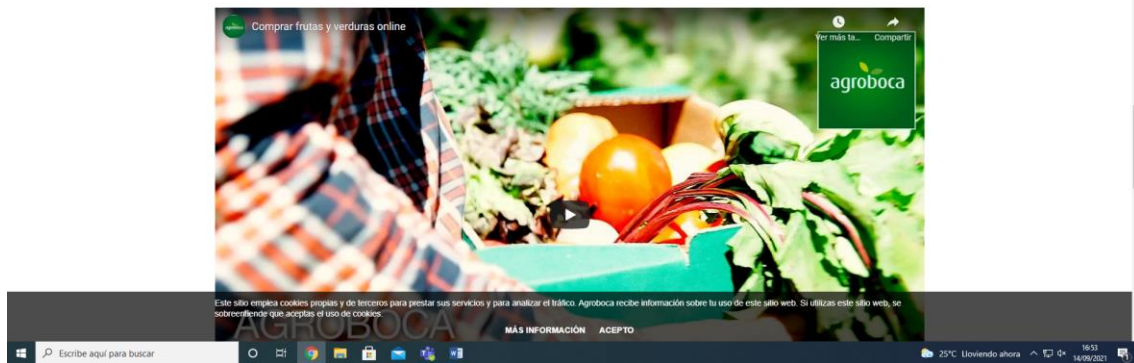 Comprar frutas y verduras online
Ver más ta...
Compartir
agroboca
agroboca
Este sitio emplea cookies propias y de terceros para prestar sus servicios y para analizar el tráfico. Agroboca recibe información sobre tu uso de este sitio web. Si utilizas este sitio web, se
sobreentiende que aceptas el uso de cookies.
AGROBOCA
MÁS INFORMACIÓN ACEPTO
Escribe aquí para buscar
25°C Lloviendo ahora
16:53
14/09/2021